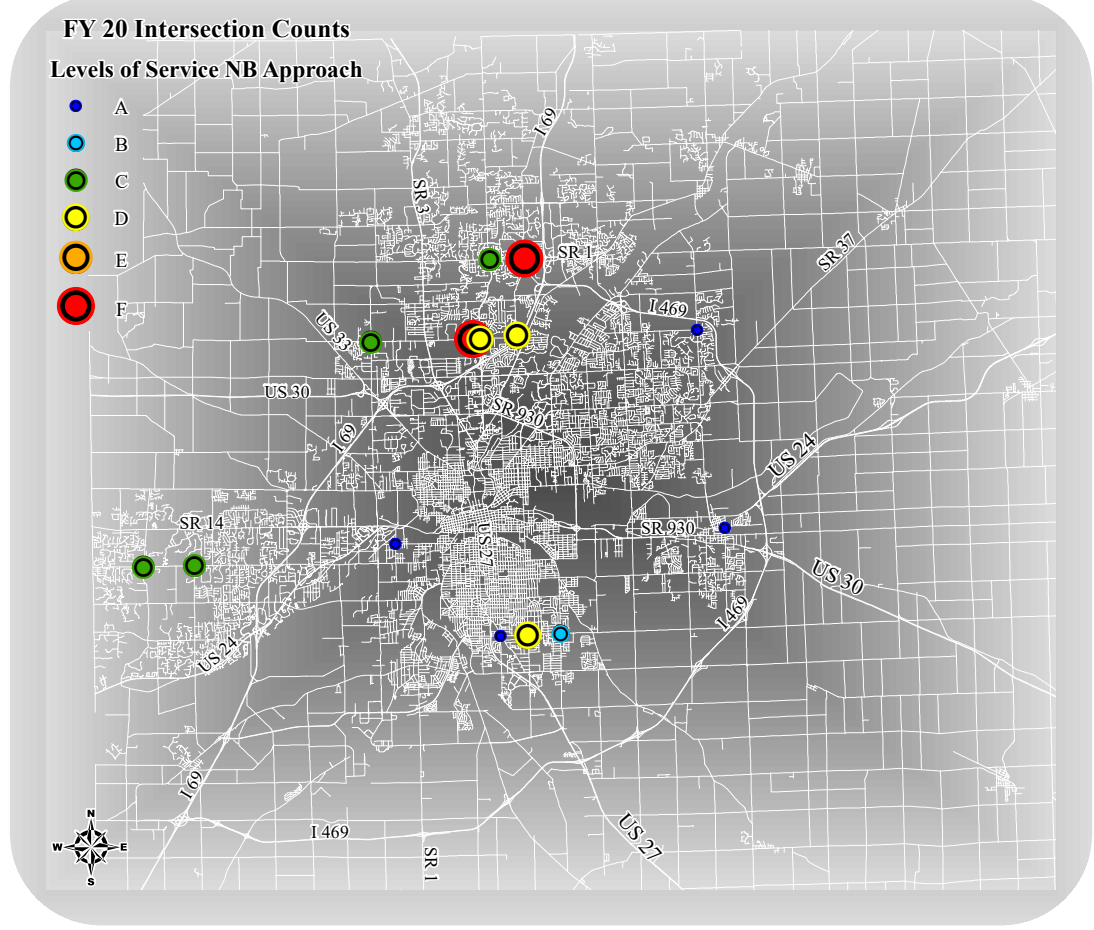 FY 20 Intersection Counts
Levels of Service NB Approach
A
B
C
D
E
F
I 69
SR 3
SR 1
SR 37
I 469
US 33
US 30
SR 930
I 69
US 24
SR 14
US 27
SR 930
US 30
I 469
US 24
I 69
I 469
SR 1
US 27
N
W
E
S